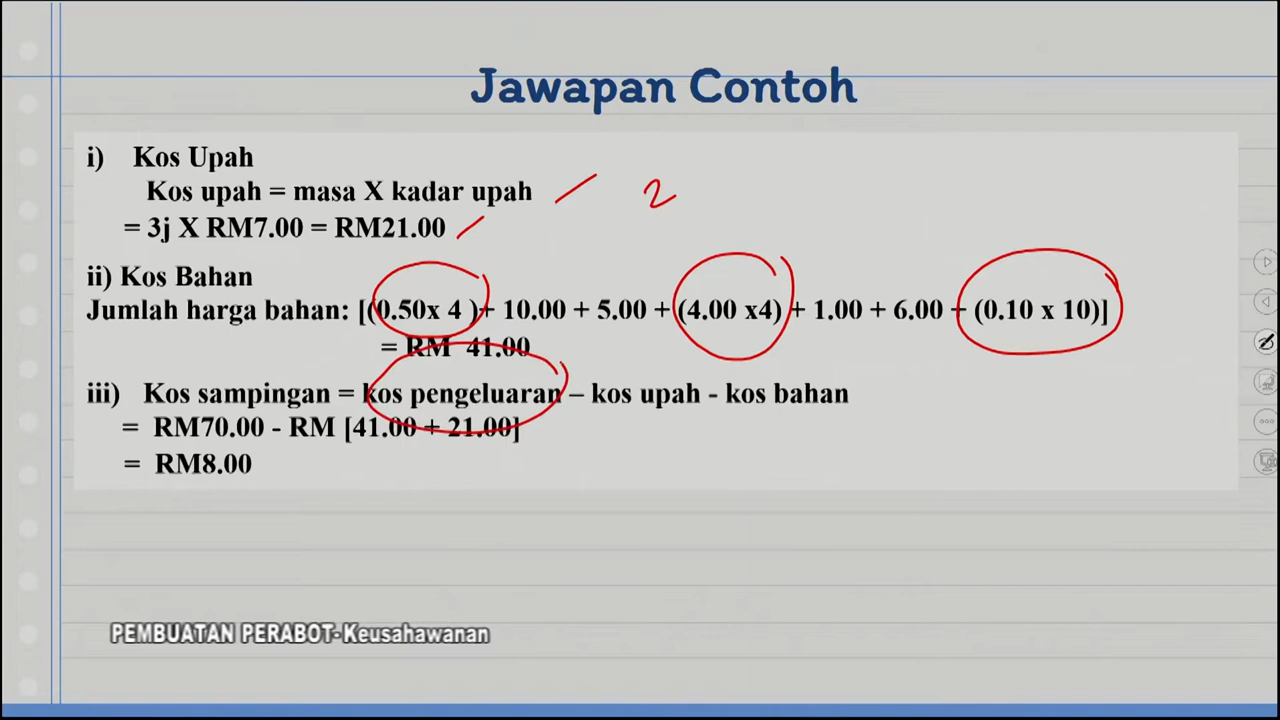 Jawapan Contoh
i) Kos Upah
Kos upah = masa X kadar upah
2
= 3j X RM7.00 = RM21.00
ii) Kos Bahan
Jumlah harga bahan: [(0.50x 4 )+ 10.00 + 5.00 + (4.00 x4) + 1.00 + 6.00 + (0.10 x 10)]
= RM 41.00
iii) Kos sampingan = kos pengeluaran – kos upah - kos bahan
= RM70.00 - RM [41.00 + 21.00]
= RM8.00
PEMBUATAN PERABOT-Keusahawanan